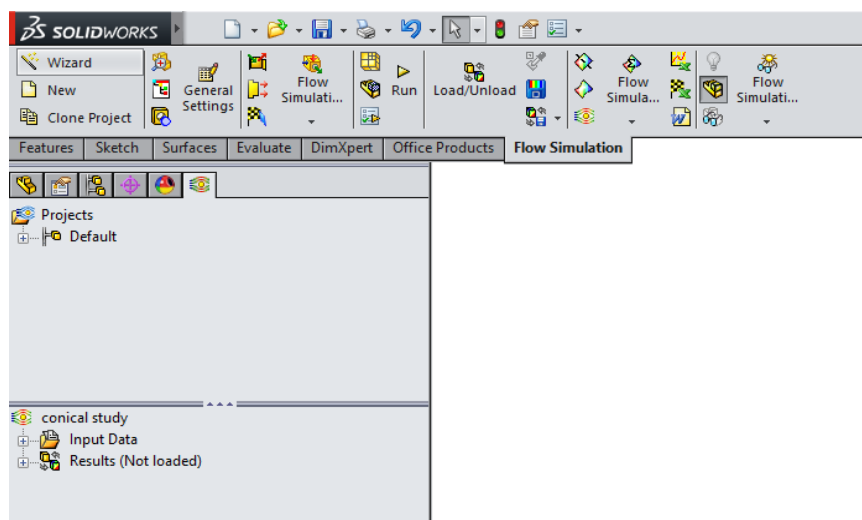 SOLIDWORKS
Wizard
New
Clone Project
General Settings
Flow Simulati...
Run
Load/Unload
Flow Simula...
Flow Simulati...
Features Sketch Surfaces Evaluate DimXpert Office Products Flow Simulation
Projects
Default
conical study
Input Data
Results (Not loaded)